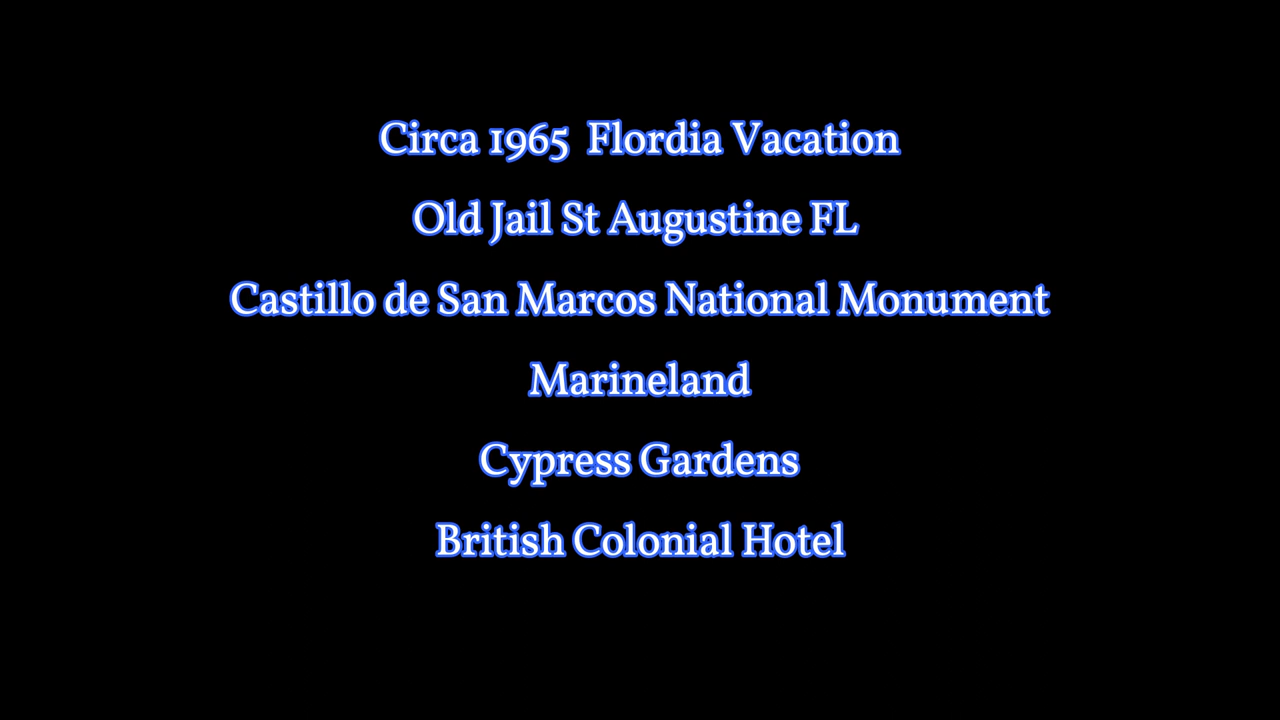 Circa 1965  Flordia Vacation
Old Jail St Augustine FL
Castillo de San Marcos National Monument
Marineland
Cypress Gardens
British Colonial Hotel